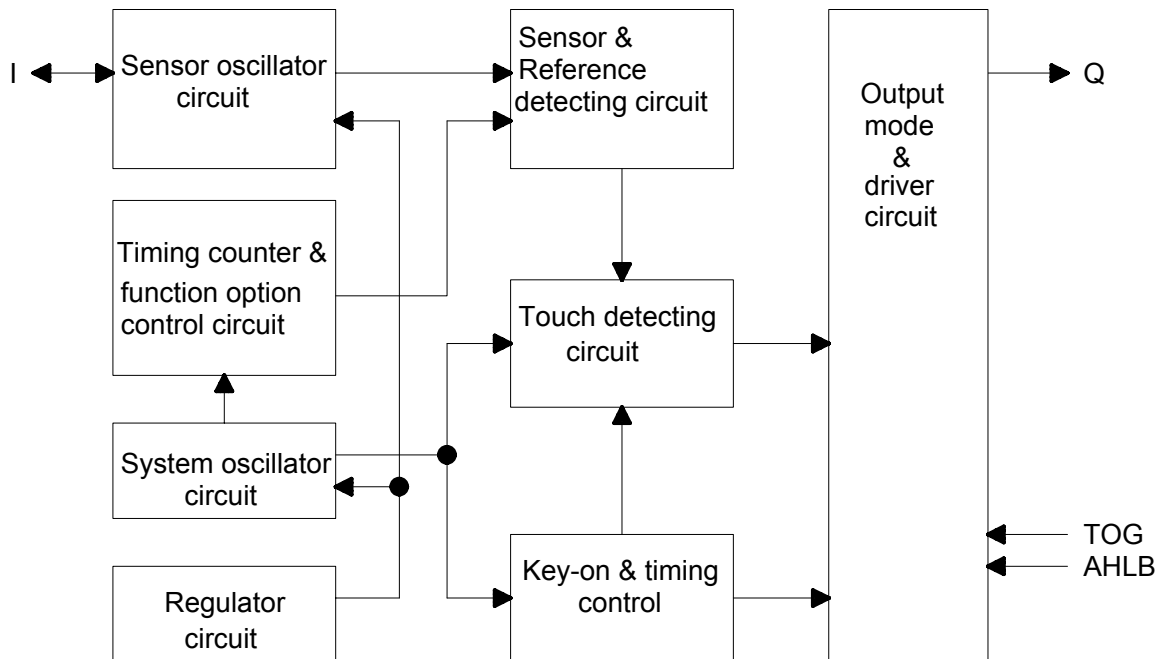 I
Sensor oscillator
circuit
Sensor &
Reference
detecting circuit
Output
mode
&
driver
circuit
Q
Timing counter &
function option
control circuit
Touch detecting
circuit
System oscillator
circuit
TOG
AHLB
Regulator
circuit
Key-on & timing
control